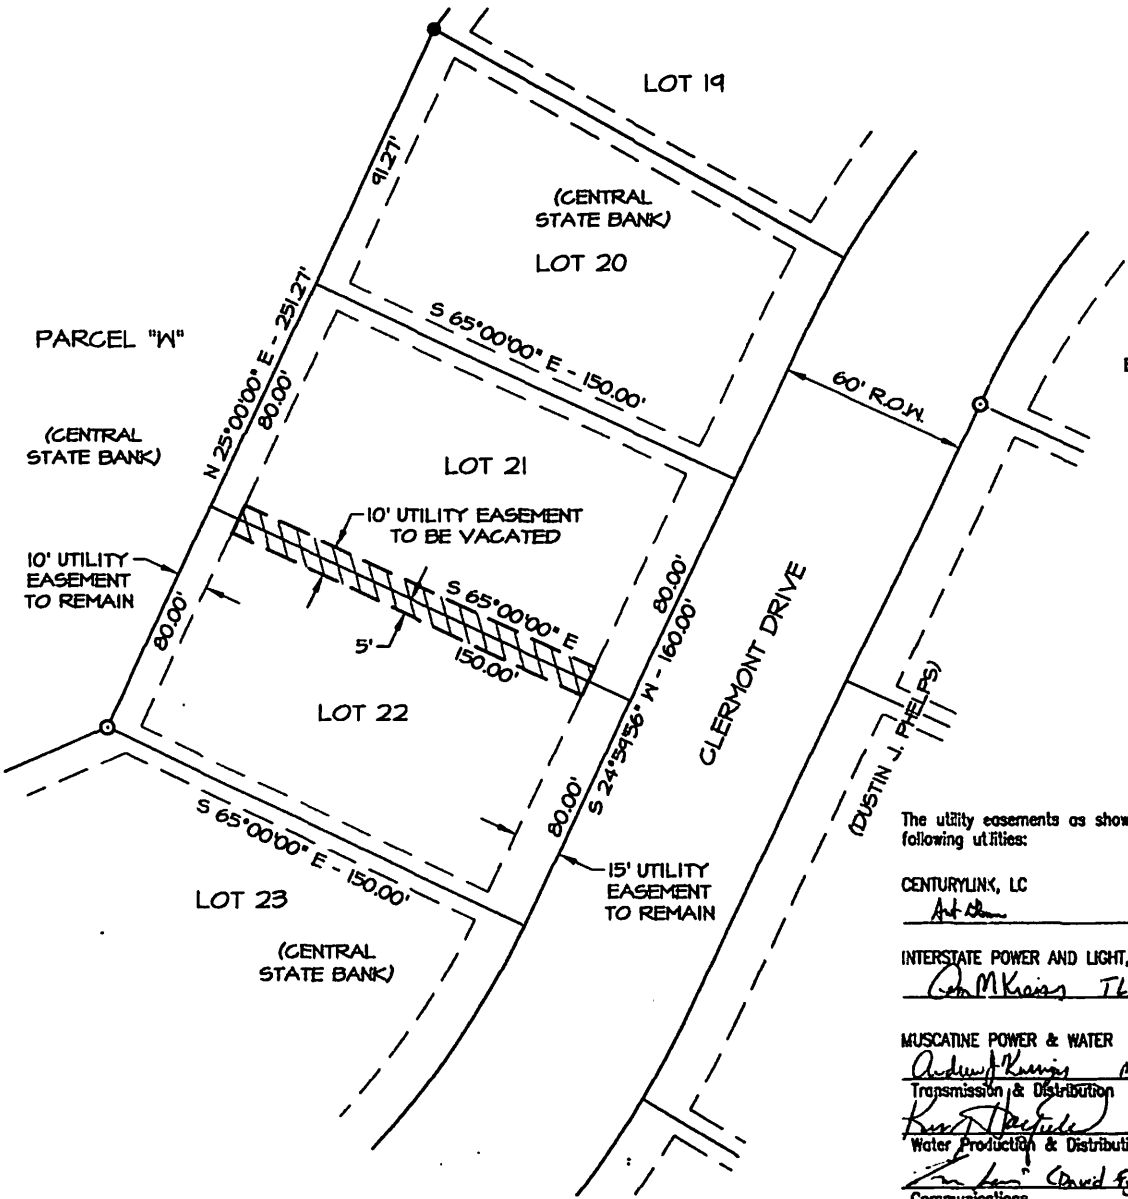 LOT 19
91.27'
(CENTRAL
STATE BANK)
LOT 20
N 25°00'00" E - 251.27'
S 65°00'00" E - 150.00'
PARCEL "W"
60' R.O.W.
80.00'
(CENTRAL
STATE BANK)
LOT 21
10' UTILITY EASEMENT
TO BE VACATED
10' UTILITY
EASEMENT
TO REMAIN
S 65°00'00" E
150.00'
80.00'
S 24°59'56" W - 160.00'
CLERMONT DRIVE
80.00'
5'
LOT 22
(DUSTIN J. PHELPS)
80.00'
S 65°00'00" E - 150.00'
15' UTILITY
EASEMENT
TO REMAIN
LOT 23
(CENTRAL
STATE BANK)
The utility easements as show
following utilities:
CENTURYLINK, LC
INTERSTATE POWER AND LIGHT,
MUSCATINE POWER & WATER
Transmission & Distribution
Water Production & Distributi
(David
Communications